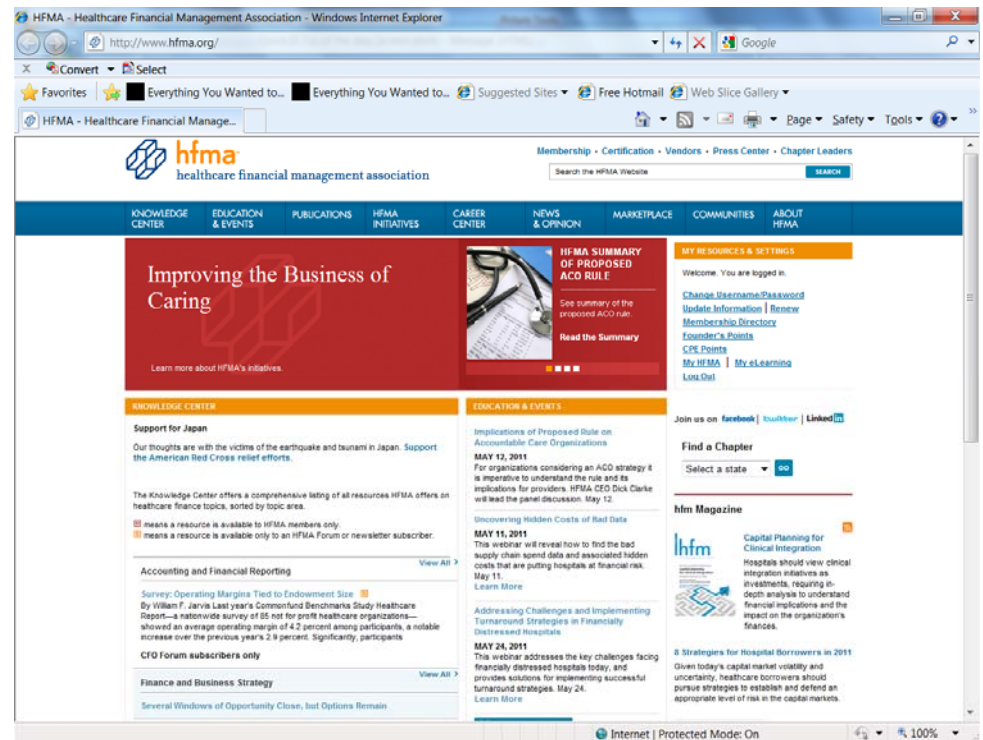 HFMA - Healthcare Financial Management Association - Windows Internet Explorer
http://www.hfma.org/
Google
x Convert Select
Favorites Everything You Wanted to... Everything You Wanted to... Suggested Sites Free Hotmail Web Slice Gallery
HFMA - Healthcare Financial Manage...
Page Safety Tools
hfma
healthcare financial management association
Membership • Certification • Vendors • Press Center • Chapter Leaders
Search the HFMA Website SEARCH
KNOWLEDGE CENTER EDUCATION & EVENTS PUBLICATIONS HFMA INITIATIVES CAREER CENTER NEWS & OPINION MARKETPLACE COMMUNITIES ABOUT HFMA
Improving the Business of
Caring
Learn more about HFMA's initiatives.
HFMA SUMMARY
OF PROPOSED
ACO RULE
See summary of the
proposed ACO rule.
Read the Summary
MY RESOURCES & SETTINGS
Welcome. You are logged in.
Change Username/Password
Update Information | Renew
Membership Directory
Founder's Points
CPE Points
My HFMA | My eLearning
Log Out
KNOWLEDGE CENTER
Support for Japan
Our thoughts are with the victims of the earthquake and tsunami in Japan. Support
the American Red Cross relief efforts.
The Knowledge Center offers a comprehensive listing of all resources HFMA offers on
healthcare finance topics, sorted by topic area.
means a resource is available to HFMA members only.
means a resource is available only to an HFMA Forum or newsletter subscriber.
View All
Accounting and Financial Reporting
Survey: Operating Margins Tied to Endowment Size
By William F. Jarvis Last year's Commonfund Benchmarks Study Healthcare
Report—a nationwide survey of 65 not for profit healthcare organizations—
showed an average operating margin of 4.2 percent among participants, a notable
increase over the previous year's 2.9 percent. Significantly, participants
CFO Forum subscribers only
View All
Finance and Business Strategy
Several Windows of Opportunity Close, but Options Remain
EDUCATION & EVENTS
Implications of Proposed Rule on
Accountable Care Organizations
MAY 12, 2011
For organizations considering an ACO strategy it
is imperative to understand the rule and its
implications for providers. HFMA CEO Dick Clarke
will lead the panel discussion. May 12.
Uncovering Hidden Costs of Bad Data
MAY 11, 2011
This webinar will reveal how to find the bad
supply chain spend data and associated hidden
costs that are putting hospitals at financial risk.
May 11.
Learn More
Addressing Challenges and Implementing
Turnaround Strategies in Financially
Distressed Hospitals
MAY 24, 2011
This webinar addresses the key challenges facing
financially distressed hospitals today, and
provides solutions for implementing successful
turnaround strategies. May 24.
Learn More
Join us on facebook | twitter | Linked in
Find a Chapter
Select a state GO
hfm Magazine
hfm
Capital Planning for
Clinical Integration
Hospitals should view clinical
integration initiatives as
investments, requiring in-
depth analysis to understand
financial implications and the
impact on the organization's
finances.
8 Strategies for Hospital Borrowers in 2011
Given today's capital market volatility and
uncertainty, healthcare borrowers should
pursue strategies to establish and defend an
appropriate level of risk in the capital markets.
Internet | Protected Mode: On 100%